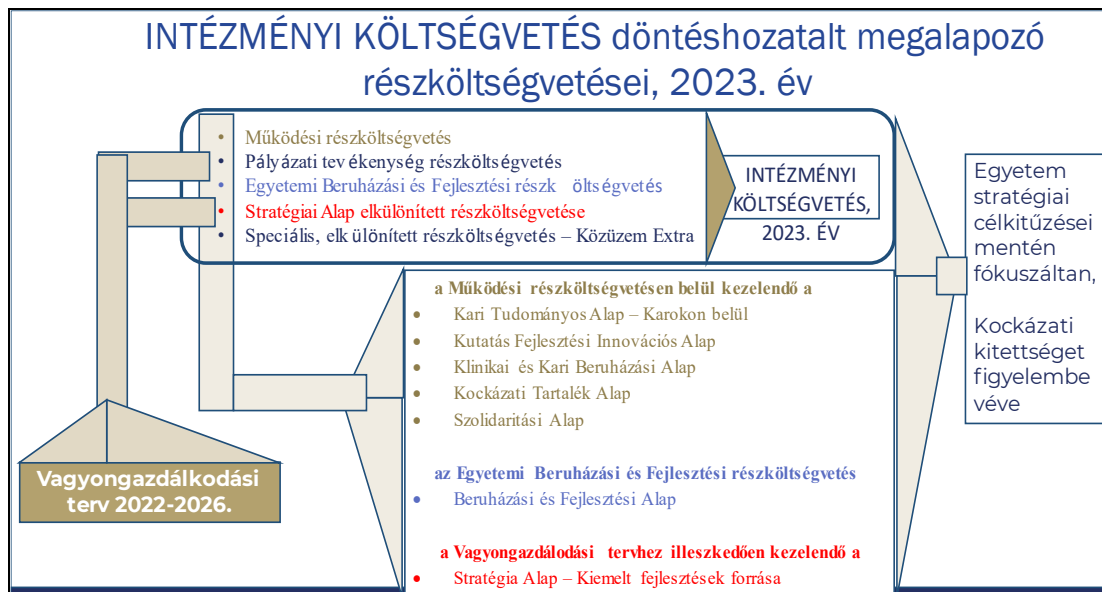 INTÉZMÉNYI KÖLTSÉGVETÉS döntéshozatalt megalapozó
részköltségvetései, 2023. év
• Működési részköltségvetés
• Pályázati tevékenység részköltségvetés
• Egyetemi Beruházási és Fejlesztési részk öltségvetés
• Stratégiai Alap elkülönített részköltségvetése
• Speciális, elkülönített részköltségvetés – Közüzem Extra
INTÉZMÉNYI
KÖLTSÉGVETÉS,
2023. ÉV
a Működési részköltségvetésen belül kezelendő a
• Kari Tudományos Alap – Karokon belül
• Kutatás Fejlesztési Innovációs Alap
• Klinikai és Kari Beruházási Alap
• Kockázati Tartalék Alap
• Szolidaritási Alap
az Egyetemi Beruházási és Fejlesztési részköltségvetés
• Beruházási és Fejlesztési Alap
a Vagyongazdálodási tervhez illeszkedően kezelendő a
• Stratégia Alap – Kiemelt fejlesztések forrása
Vagyongazdálkodási
terv 2022-2026.
Egyetem
stratégiai
célkitűzései
mentén
fókuszáltan,
Kockázati
kitettséget
figyelembe
véve